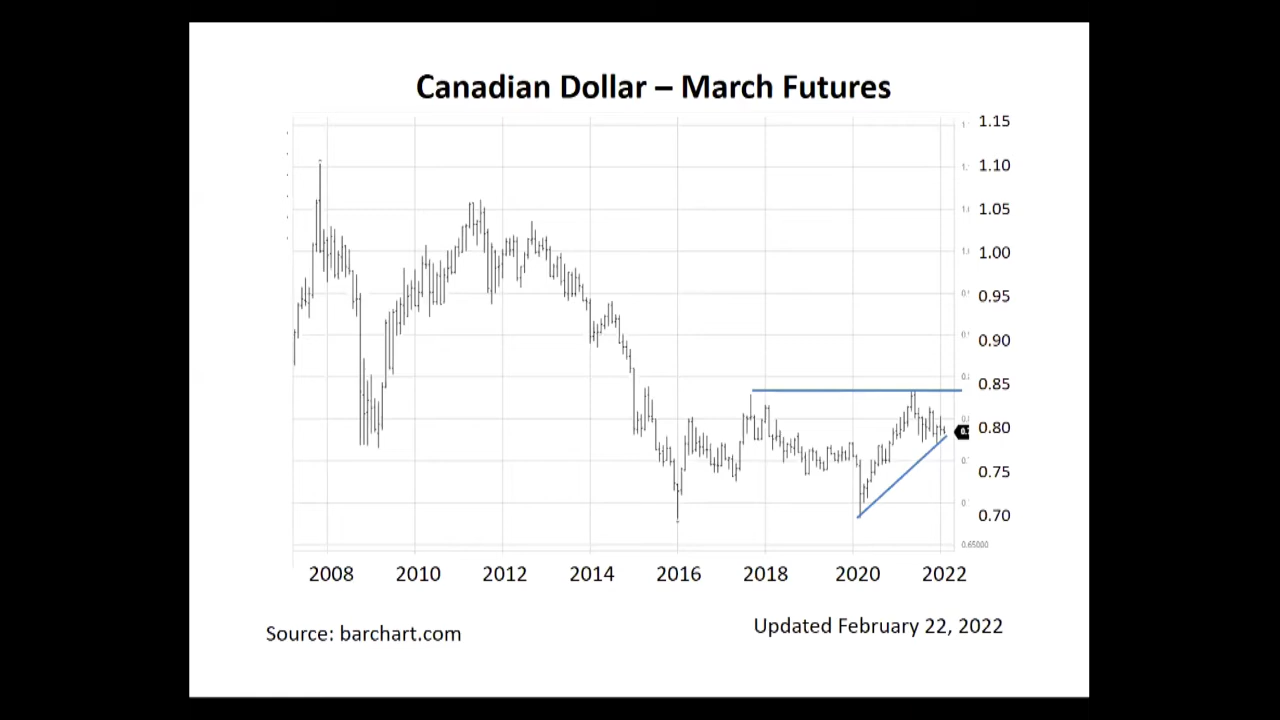 Canadian Dollar – March Futures
1.15
1.10
1.05
1.00
0.95
0.90
0.85
0.80
0.75
0.70
0.65000
2008 2010 2012 2014 2016 2018 2020 2022
Source: barchart.com
Updated February 22, 2022